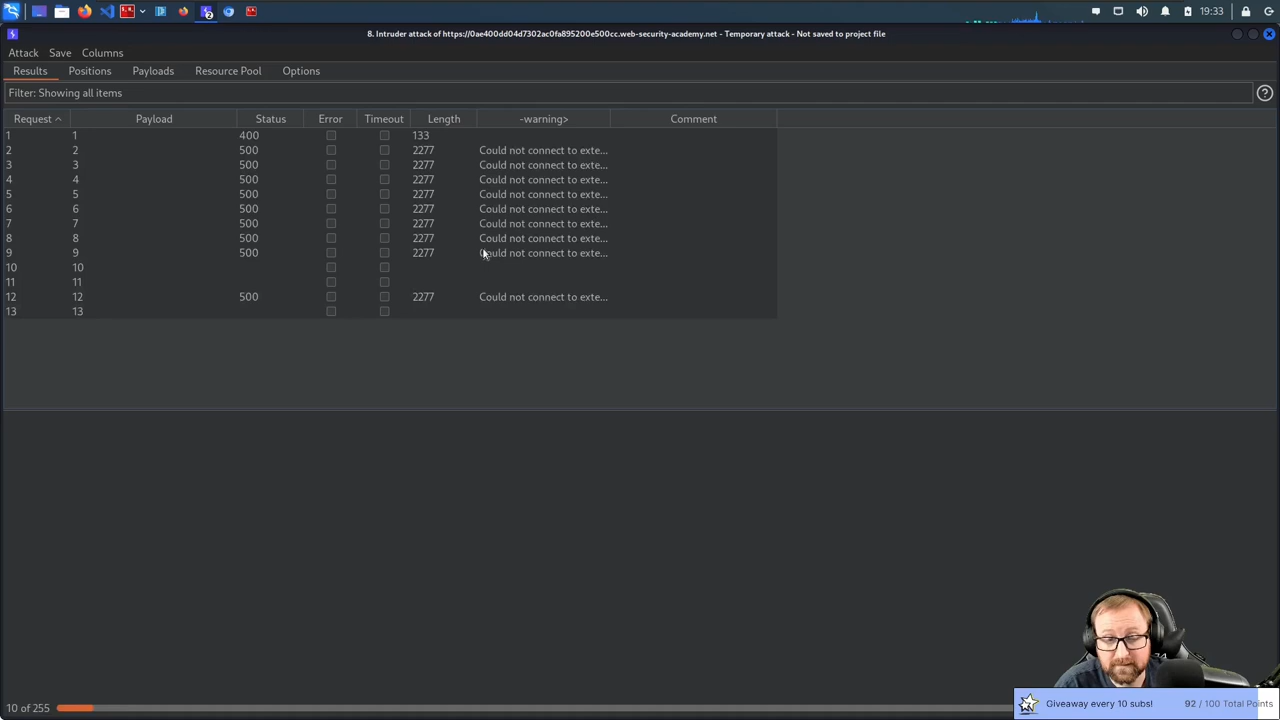 19:33
8. Intruder attack of https://0ae400dd04d7302ac0fa895200e500cc.web-security-academy.net - Temporary attack - Not saved to project file
Attack Save Columns
Results Positions Payloads Resource Pool Options
Filter: Showing all items
Request Payload Status Error Timeout Length -warning> Comment
1 1 400 133
2 2 500 2277 Could not connect to exte...
3 3 500 2277 Could not connect to exte...
4 4 500 2277 Could not connect to exte...
5 5 500 2277 Could not connect to exte...
6 6 500 2277 Could not connect to exte...
7 7 500 2277 Could not connect to exte...
8 8 500 2277 Could not connect to exte...
9 9 500 2277 Could not connect to exte...
10 10
11 11
12 12 500 2277 Could not connect to exte...
13 13
10 of 255
Giveaway every 10 subs! 92 / 100 Total Points